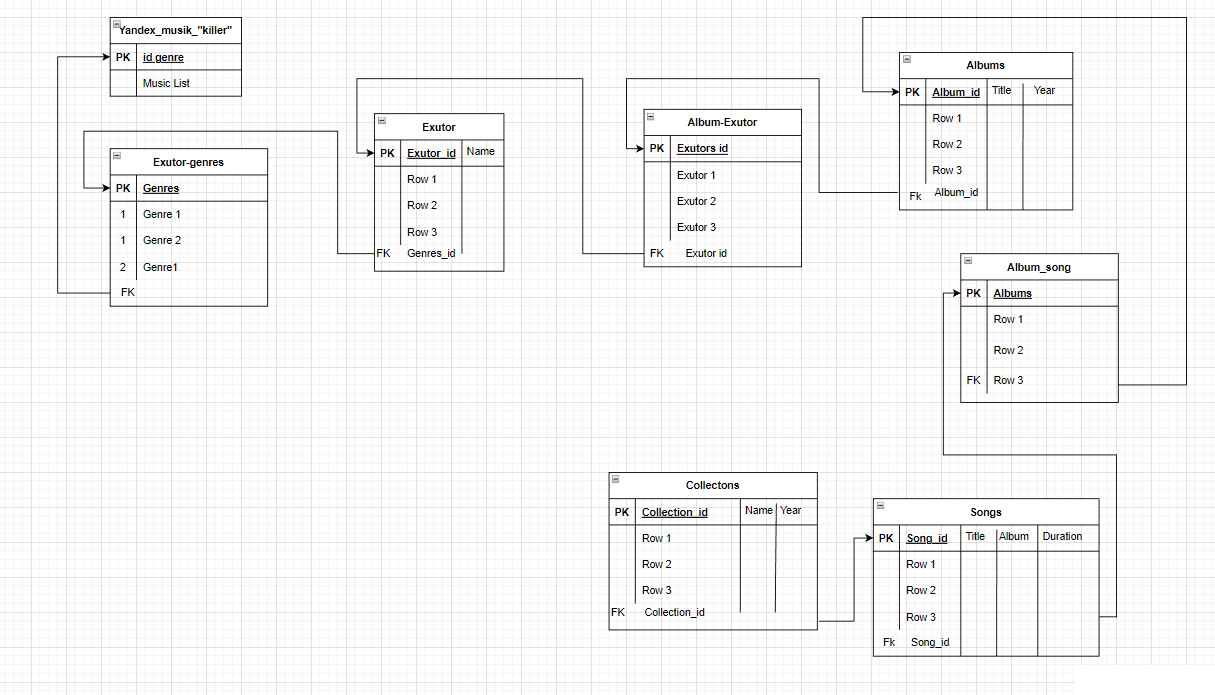 Yandex_musik_"killer"
PK id genre
Music List
Exutor-genres
PK Genres
1 Genre 1
1 Genre 2
2 Genre1
FK
Exutor
PK Exutor_id Name
Row 1
Row 2
Row 3
FK Genres_id
Album-Exutor
PK Exutors id
Exutor 1
Exutor 2
Exutor 3
FK Exutor id
Albums
PK Album_id Title Year
Row 1
Row 2
Row 3
Fk Album_id
Album_song
PK Albums
Row 1
Row 2
FK Row 3
Collectons
PK Collection_id Name Year
Row 1
Row 2
Row 3
FK Collection_id
Songs
PK Song_id Title Album Duration
Row 1
Row 2
Row 3
Fk Song_id